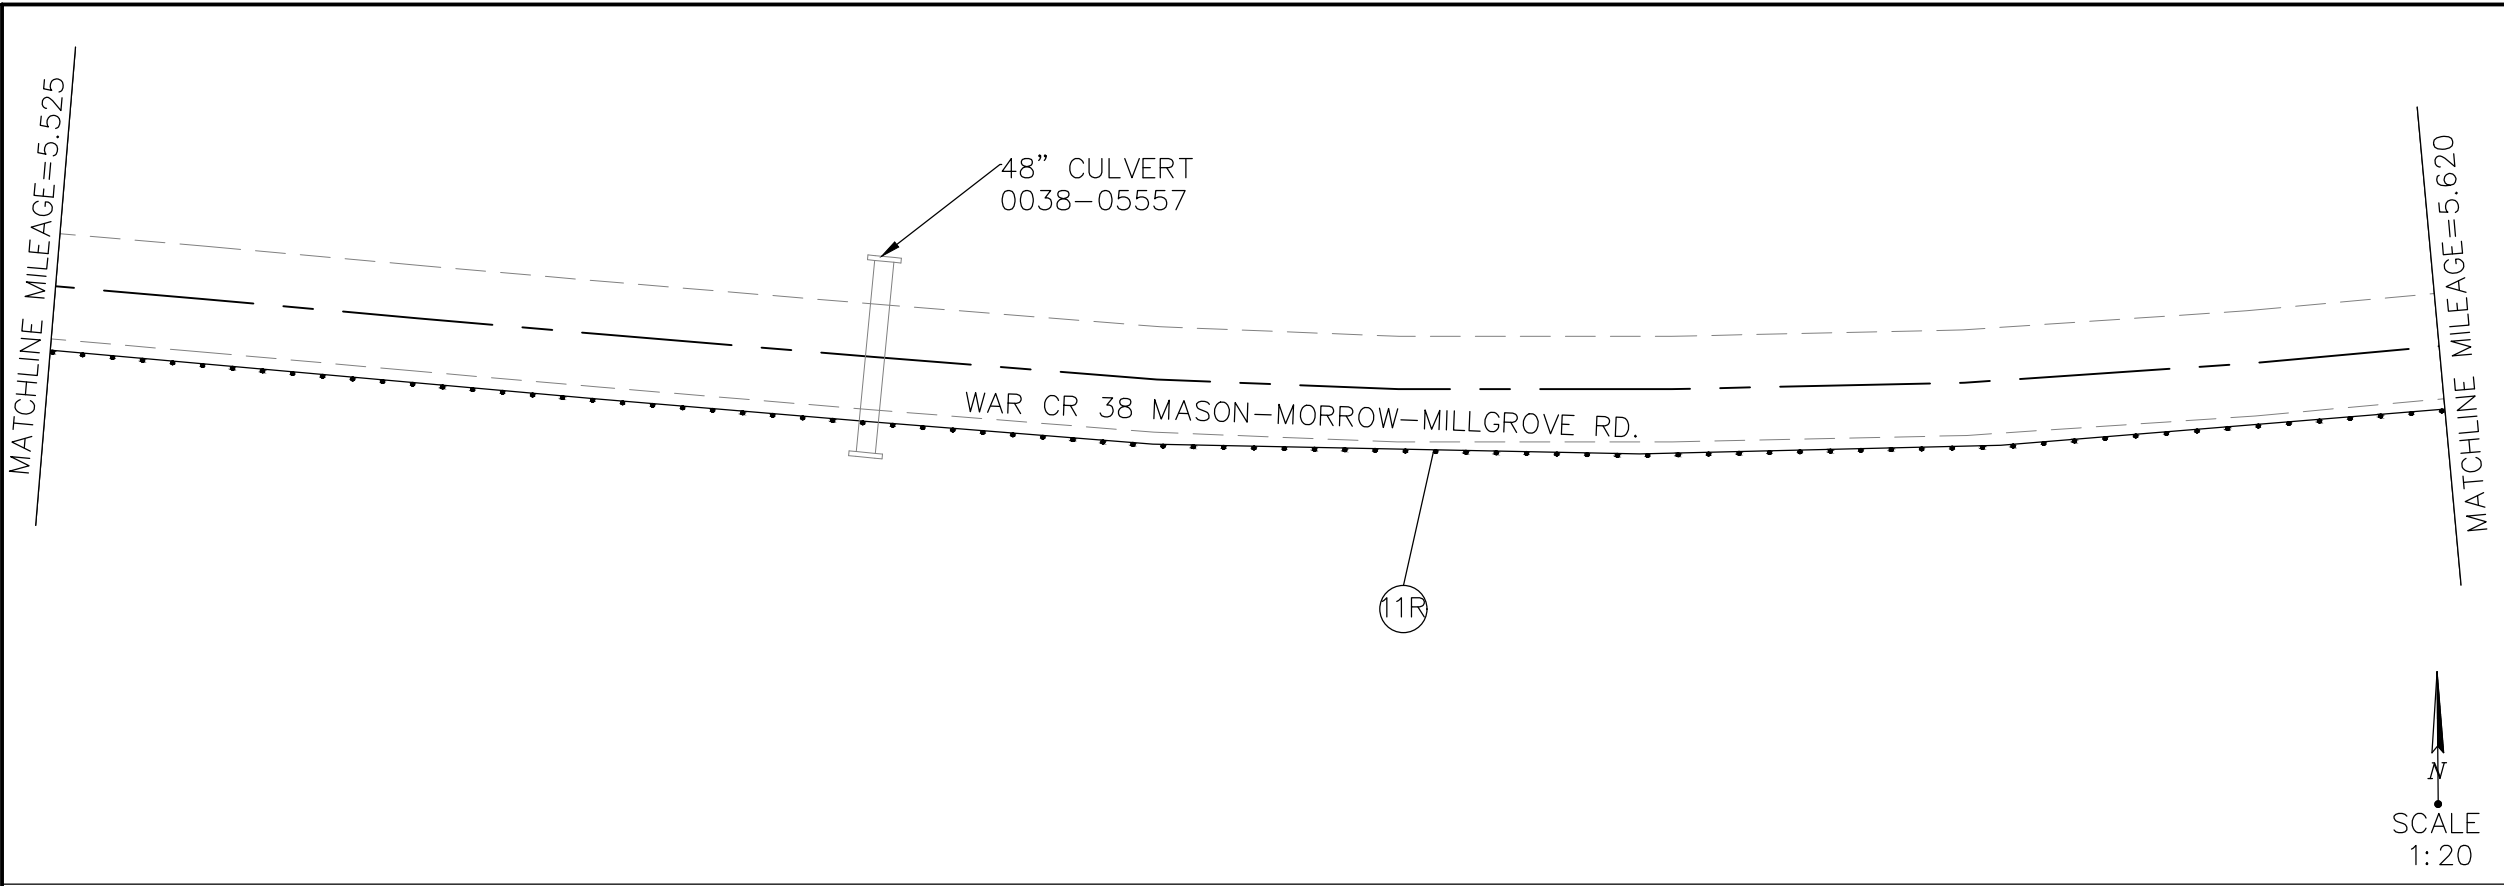 MATCHLINE MILEAGE=5.525
48" CULVERT
0038-05557
WAR CR 38 MASON-MORROW-MILLGROVE RD.
11R
MATCHLINE MILEAGE=5.620
N
SCALE
1:20